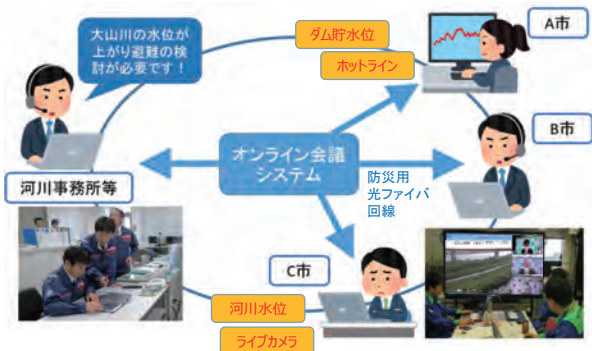 大山川の水位が
上がり避難の検
討が必要です！
ダム貯水位
ホットライン
A市
B市
オンライン会議
システム
防災用
光ファイバ
回線
河川事務所等
C市
河川水位
ライブカメラ